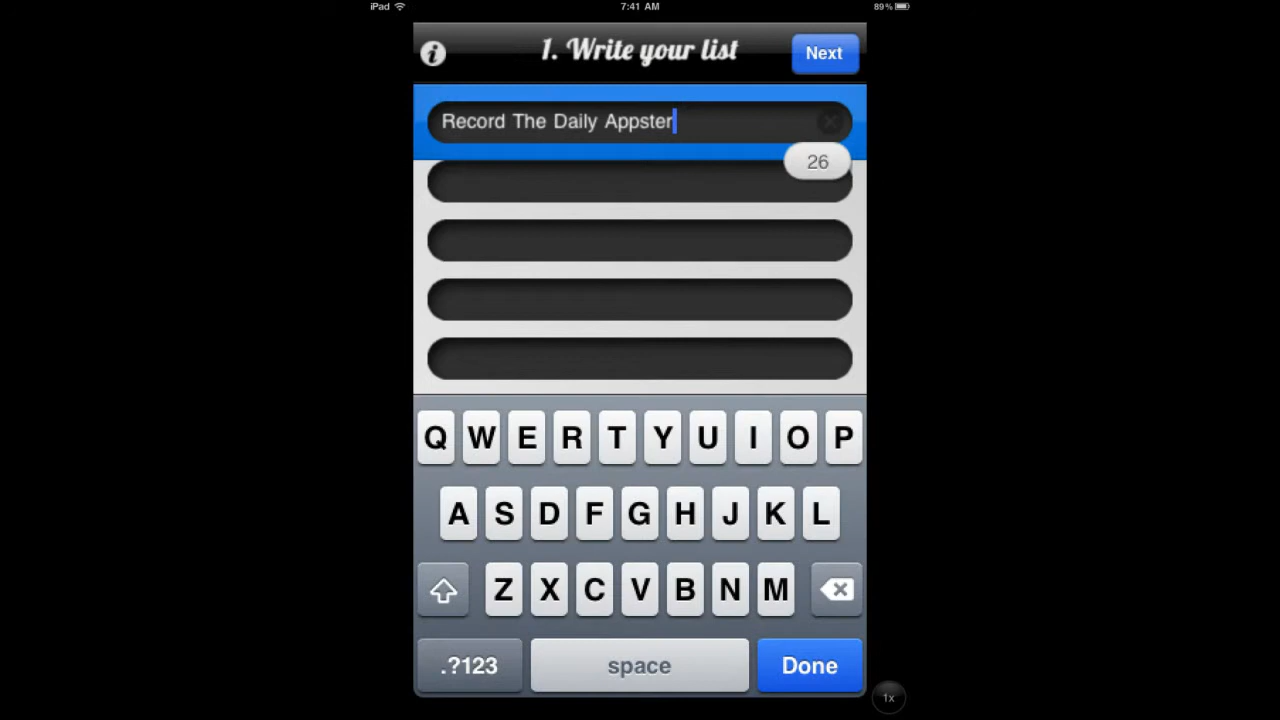 iPad 7:41 AM 89%
1. Write your list Next
Record The Daily Appster
26
Q W E R T Y U I O P
A S D F G H J K L
Z X C V B N M
.?123 space Done
1x